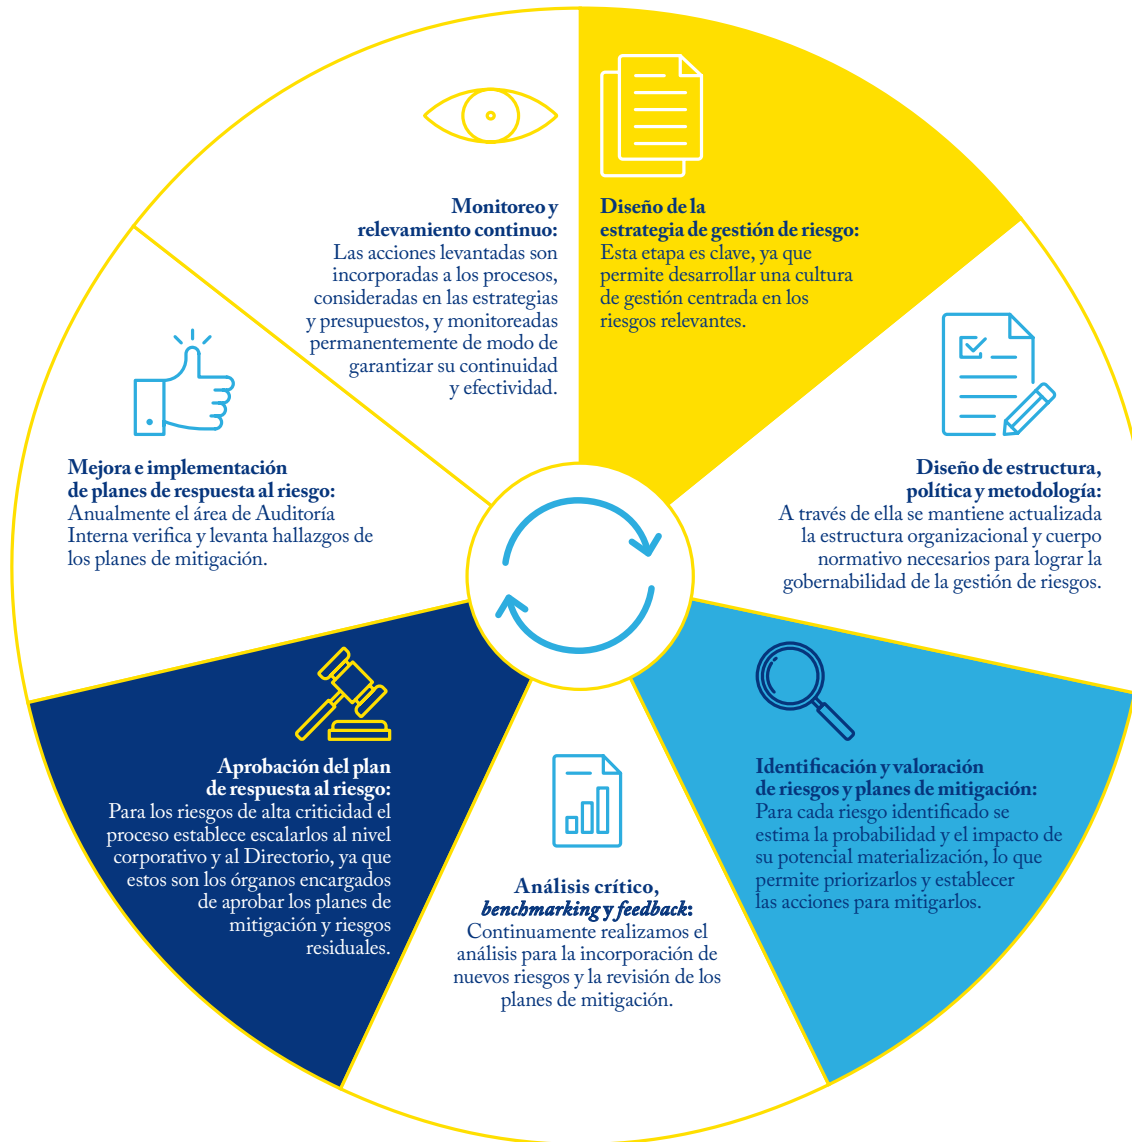 Diseño de la
estrategia de gestión de riesgo:
Esta etapa es clave, ya que
permite desarrollar una cultura
de gestión centrada en los
riesgos relevantes.
Diseño de estructura,
política y metodología:
A través de ella se mantiene actualizada
la estructura organizacional y cuerpo
normativo necesarios para lograr la
gobernabilidad de la gestión de riesgos.
Identificación y valoración
de riesgos y planes de mitigación:
Para cada riesgo identificado se
estima la probabilidad y el impacto de
su potencial materialización, lo que
permite priorizarlos y establecer
las acciones para mitigarlos.
Análisis crítico,
benchmarking y feedback:
Continuamente realizamos el
análisis para la incorporación de
nuevos riesgos y la revisión de los
planes de mitigación.
Aprobación del plan
de respuesta al riesgo:
Para los riesgos de alta criticidad el
proceso establece escalarlos al nivel
corporativo y al Directorio, ya que
estos son los órganos encargados
de aprobar los planes de
mitigación y riesgos
residuales.
Mejora e implementación
de planes de respuesta al riesgo:
Anualmente el área de Auditoría
Interna verifica y levanta hallazgos de
los planes de mitigación.
Monitoreo y
relevamiento continuo:
Las acciones levantadas son
incorporadas a los procesos,
consideradas en las estrategias
y presupuestos, y monitoreadas
permanentemente de modo de
garantizar su continuidad
y efectividad.